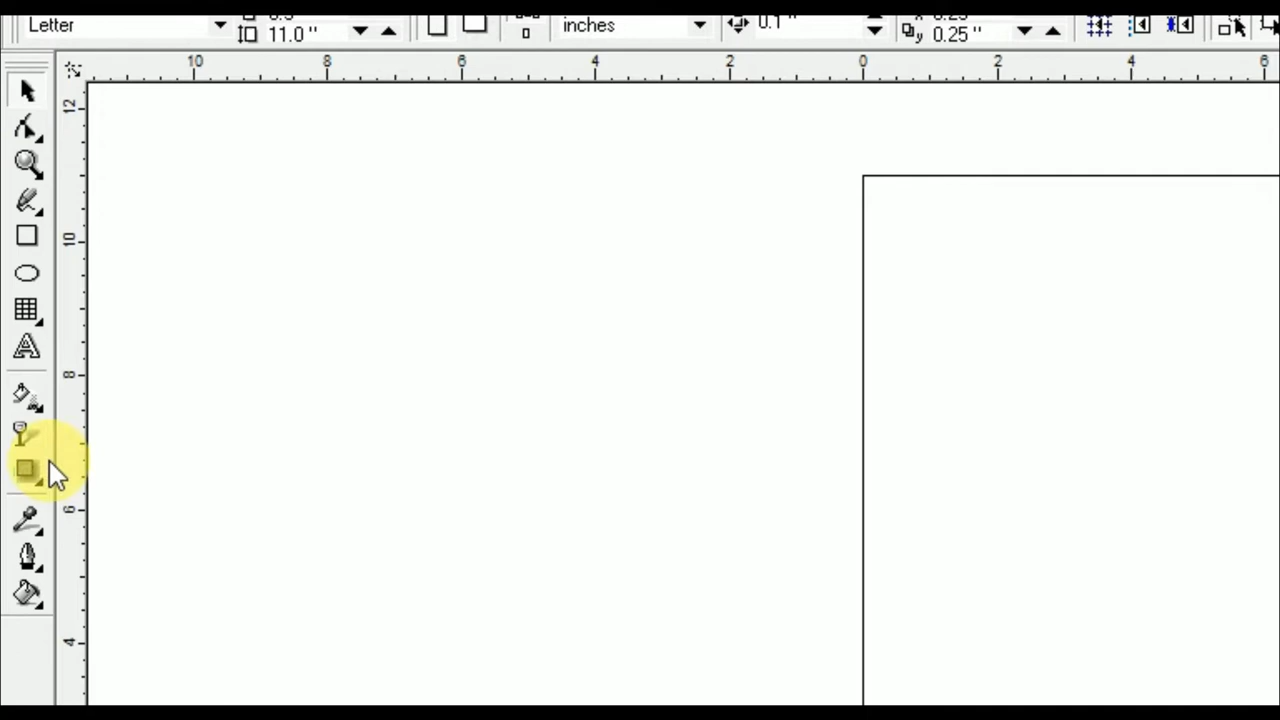 Letter
11.0 "
inches
0.1 "
0.25 "
10 8 6 4 2 0 2 4 6
12
10
8
6
4